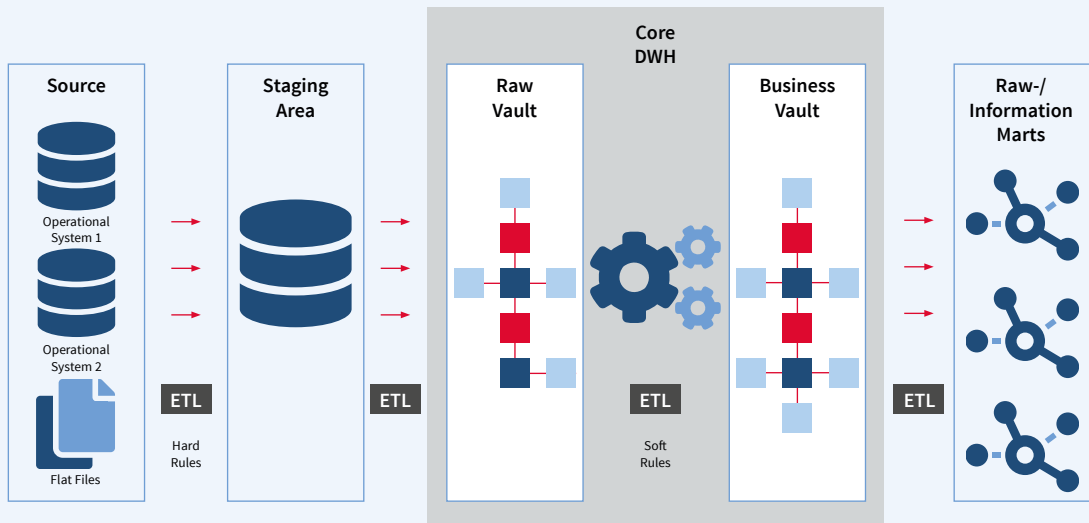 Core
DWH
Source
Staging
Area
Raw
Vault
Business
Vault
Raw-/
Information
Marts
Operational
System 1
Operational
System 2
Flat Files
ETL
Hard
Rules
ETL
ETL
Soft
Rules
ETL